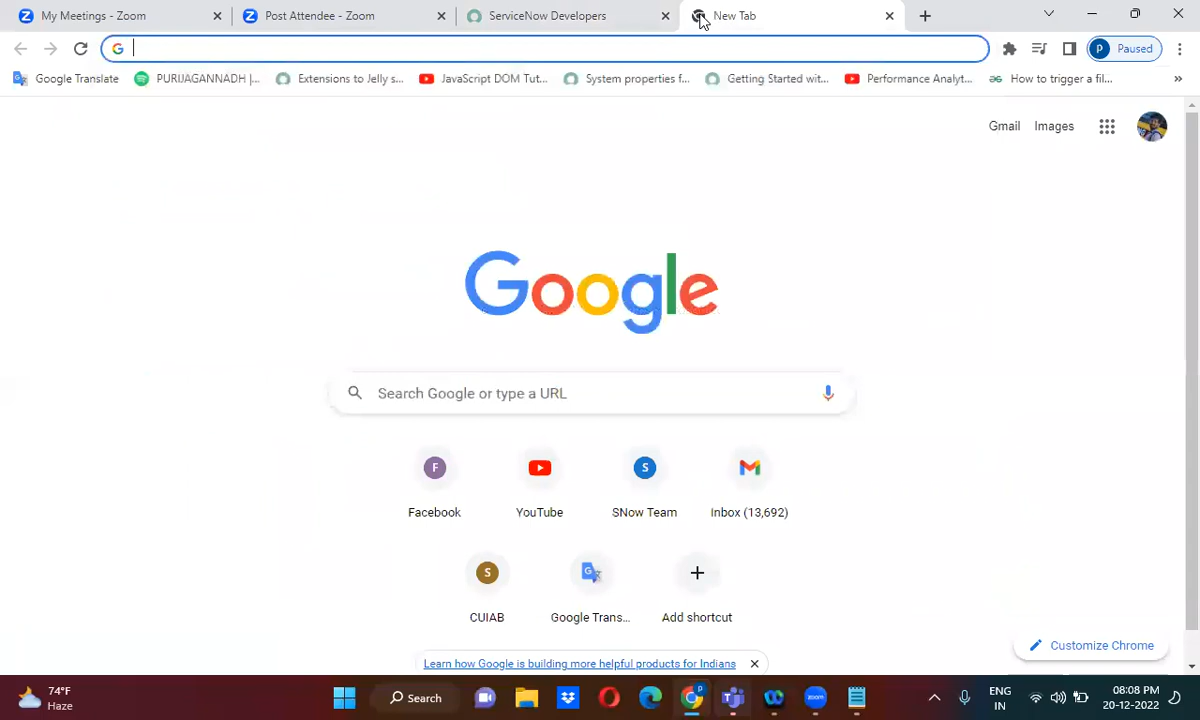 My Meetings - Zoom
Post Attendee - Zoom
ServiceNow Developers
New Tab
G
P Paused
Google Translate
PURIJAGANNADH |...
Extensions to Jelly s...
JavaScript DOM Tut...
System properties f...
Getting Started wit...
Performance Analyt...
How to trigger a fil...
»
Gmail
Images
Google
Search Google or type a URL
F
S
Facebook
YouTube
SNow Team
Inbox (13,692)
S
G
CUIAB
Google Trans...
Add shortcut
Customize Chrome
Learn how Google is building more helpful products for Indians
74°F
Haze
Search
zoom
ENG
IN
08:08 PM
20-12-2022